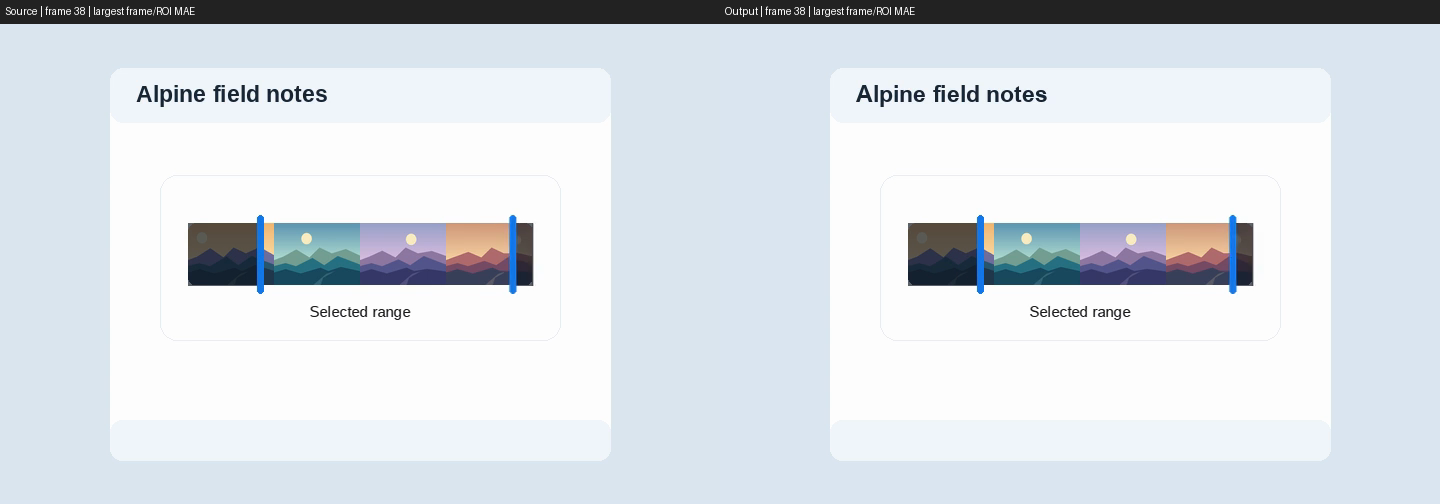 Source | frame 38 | largest frame/ROI MAE
Output | frame 38 | largest frame/ROI MAE
Alpine field notes
Alpine field notes
Selected range
Selected range